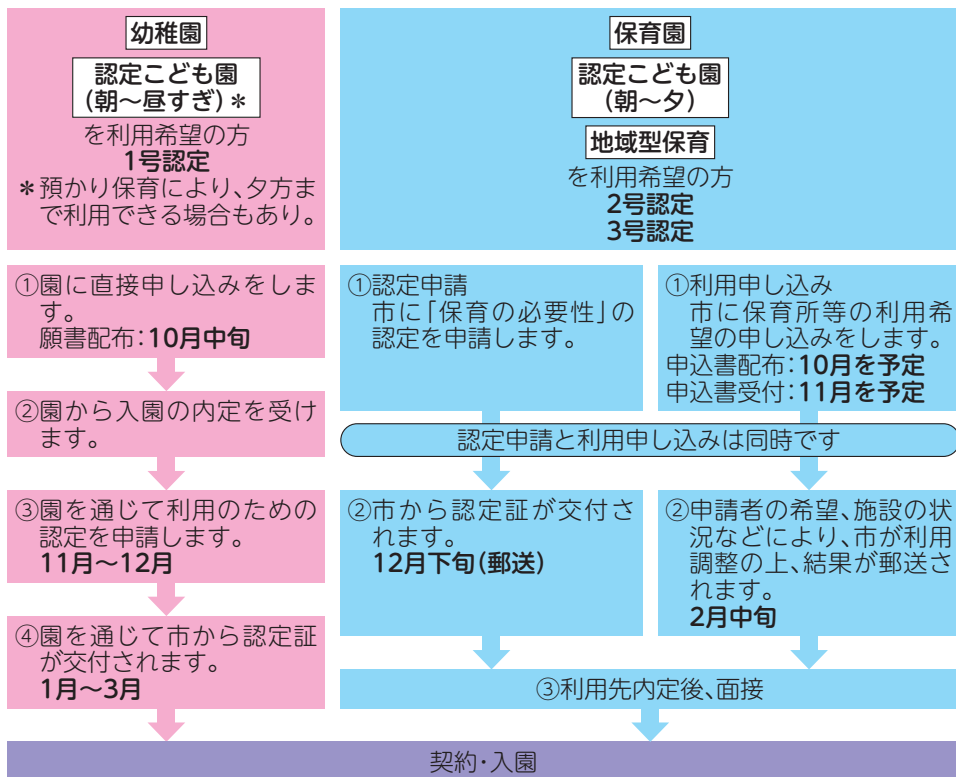 幼稚園
認定こども園
(朝～昼すぎ)＊
を利用希望の方
1号認定
＊預かり保育により、夕方ま
で利用できる場合もあり。
①園に直接申し込みをしま
す。
願書配布：10月中旬
②園から入園の内定を受け
ます。
③園を通じて利用のための
認定を申請します。
11月～12月
④園を通じて市から認定証
が交付されます。
1月～3月
保育園
認定こども園
(朝～夕)
地域型保育
を利用希望の方
2号認定
3号認定
①認定申請
市に「保育の必要性」の
認定を申請します。
①利用申し込み
市に保育所等の利用希
望の申し込みをします。
申込書配布：10月を予定
申込書受付：11月を予定
認定申請と利用申し込みは同時です
②市から認定証が交付さ
れます。
12月下旬(郵送)
②申請者の希望、施設の状
況などにより、市が利用
調整の上、結果が郵送さ
れます。
2月中旬
③利用先内定後、面接
契約・入園